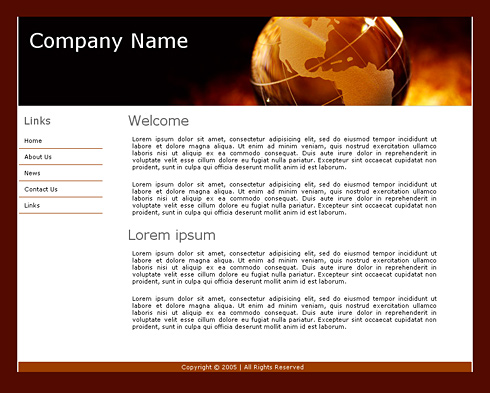 Company Name
Links
Home
About Us
News
Contact Us
Links
Welcome
Lorem ipsum dolor sit amet, consectetur adipisicing elit, sed do eiusmod tempor incididunt ut
labore et dolore magna aliqua. Ut enim ad minim veniam, quis nostrud exercitation ullamco
laboris nisi ut aliquip ex ea commodo consequat. Duis aute irure dolor in reprehenderit in
voluptate velit esse cillum dolore eu fugiat nulla pariatur. Excepteur sint occaecat cupidatat non
proident, sunt in culpa qui officia deserunt mollit anim id est laborum.
Lorem ipsum dolor sit amet, consectetur adipisicing elit, sed do eiusmod tempor incididunt ut
labore et dolore magna aliqua. Ut enim ad minim veniam, quis nostrud exercitation ullamco
laboris nisi ut aliquip ex ea commodo consequat. Duis aute irure dolor in reprehenderit in
voluptate velit esse cillum dolore eu fugiat nulla pariatur. Excepteur sint occaecat cupidatat non
proident, sunt in culpa qui officia deserunt mollit anim id est laborum.
Lorem ipsum
Lorem ipsum dolor sit amet, consectetur adipisicing elit, sed do eiusmod tempor incididunt ut
labore et dolore magna aliqua. Ut enim ad minim veniam, quis nostrud exercitation ullamco
laboris nisi ut aliquip ex ea commodo consequat. Duis aute irure dolor in reprehenderit in
voluptate velit esse cillum dolore eu fugiat nulla pariatur. Excepteur sint occaecat cupidatat non
proident, sunt in culpa qui officia deserunt mollit anim id est laborum.
Lorem ipsum dolor sit amet, consectetur adipisicing elit, sed do eiusmod tempor incididunt ut
labore et dolore magna aliqua. Ut enim ad minim veniam, quis nostrud exercitation ullamco
laboris nisi ut aliquip ex ea commodo consequat. Duis aute irure dolor in reprehenderit in
voluptate velit esse cillum dolore eu fugiat nulla pariatur. Excepteur sint occaecat cupidatat non
proident, sunt in culpa qui officia deserunt mollit anim id est laborum.
Copyright © 2005 | All Rights Reserved